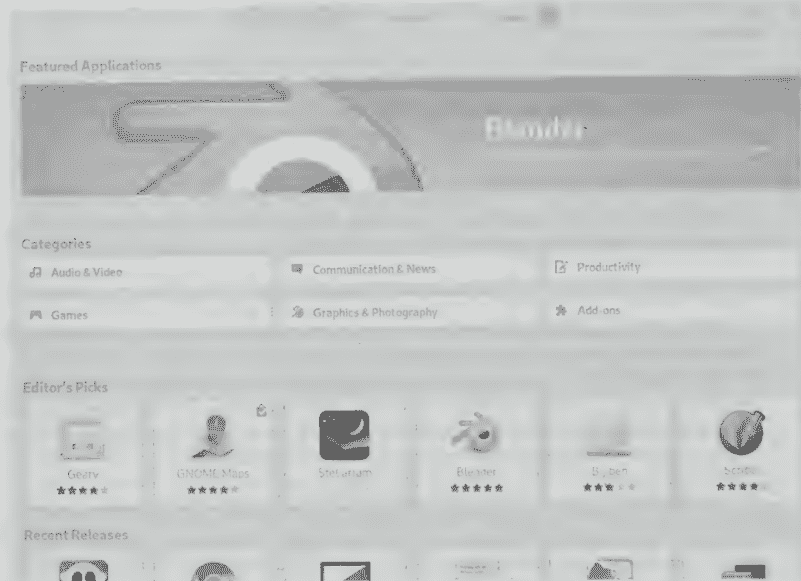 Featured Applications
Blender
Categories
Audio & Video
Communication & News
Productivity
Games
Graphics & Photography
Add-ons
Editor's Picks
Geary
GNOME Maps
Stellarium
Blender
Recent Releases